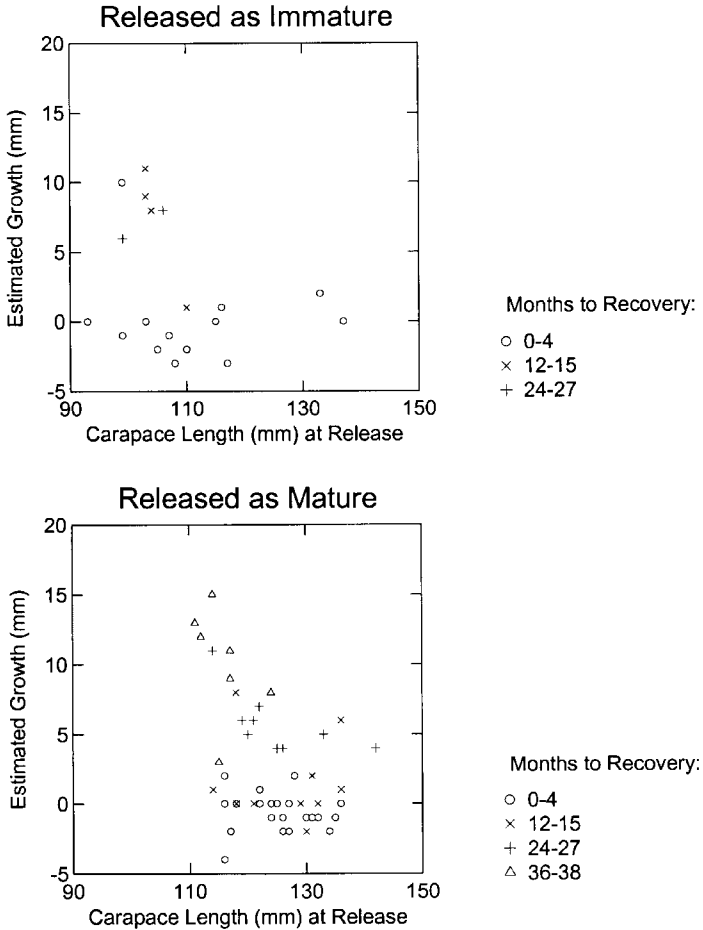 Released as Immature
20
15
10
5
0
-5
Estimated Growth (mm)
90 110 130 150
Carapace Length (mm) at Release
Months to Recovery:
0-4
12-15
24-27
Released as Mature
20
15
10
5
0
-5
Estimated Growth (mm)
90 110 130 150
Carapace Length (mm) at Release
Months to Recovery:
0-4
12-15
24-27
36-38